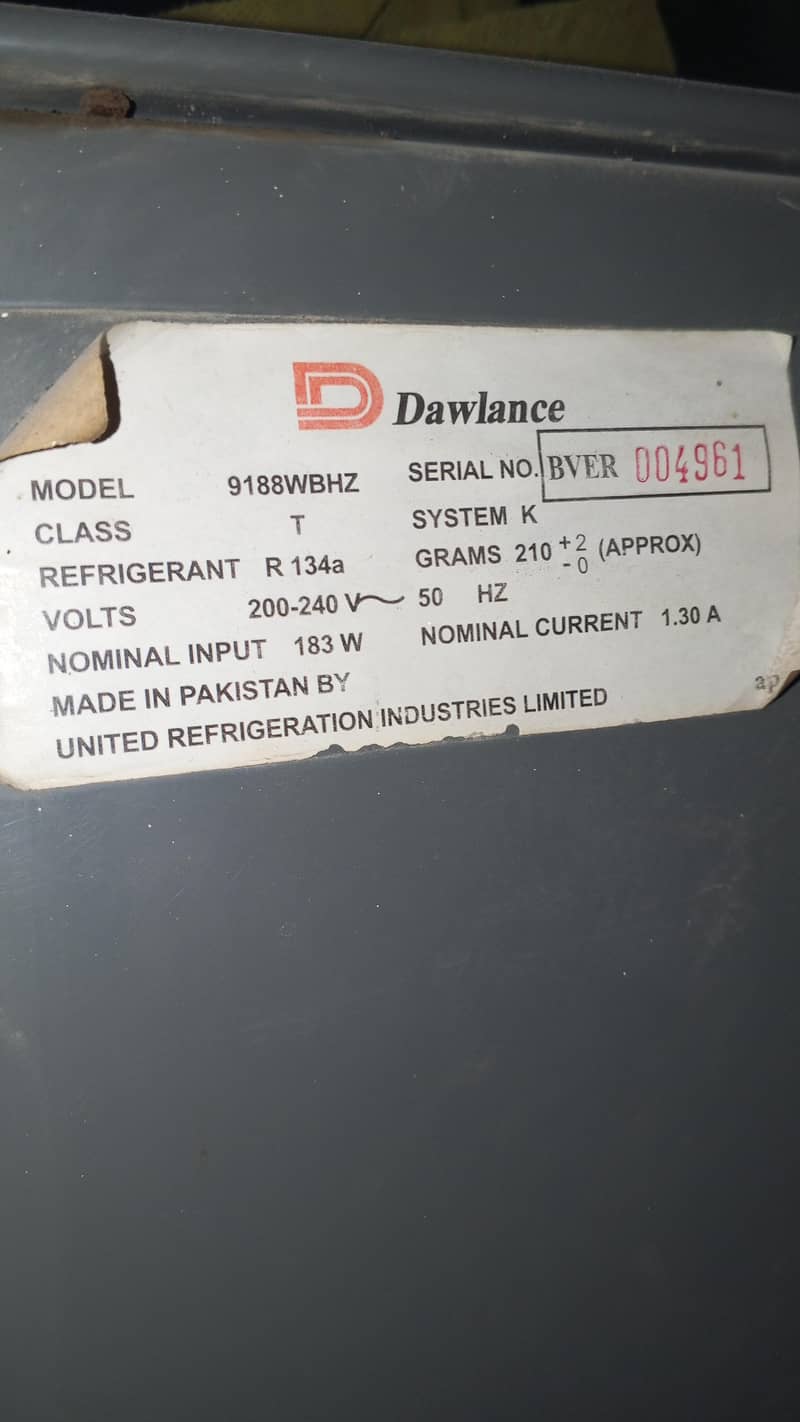 Dawlance
MODEL 9188WBHZ SERIAL NO. BVER 004961
CLASS T SYSTEM K
REFRIGERANT R 134a GRAMS 210 +2 -0 (APPROX)
VOLTS 200-240 V~ 50 HZ
NOMINAL INPUT 183 W NOMINAL CURRENT 1.30 A
MADE IN PAKISTAN BY
UNITED REFRIGERATION INDUSTRIES LIMITED
ap